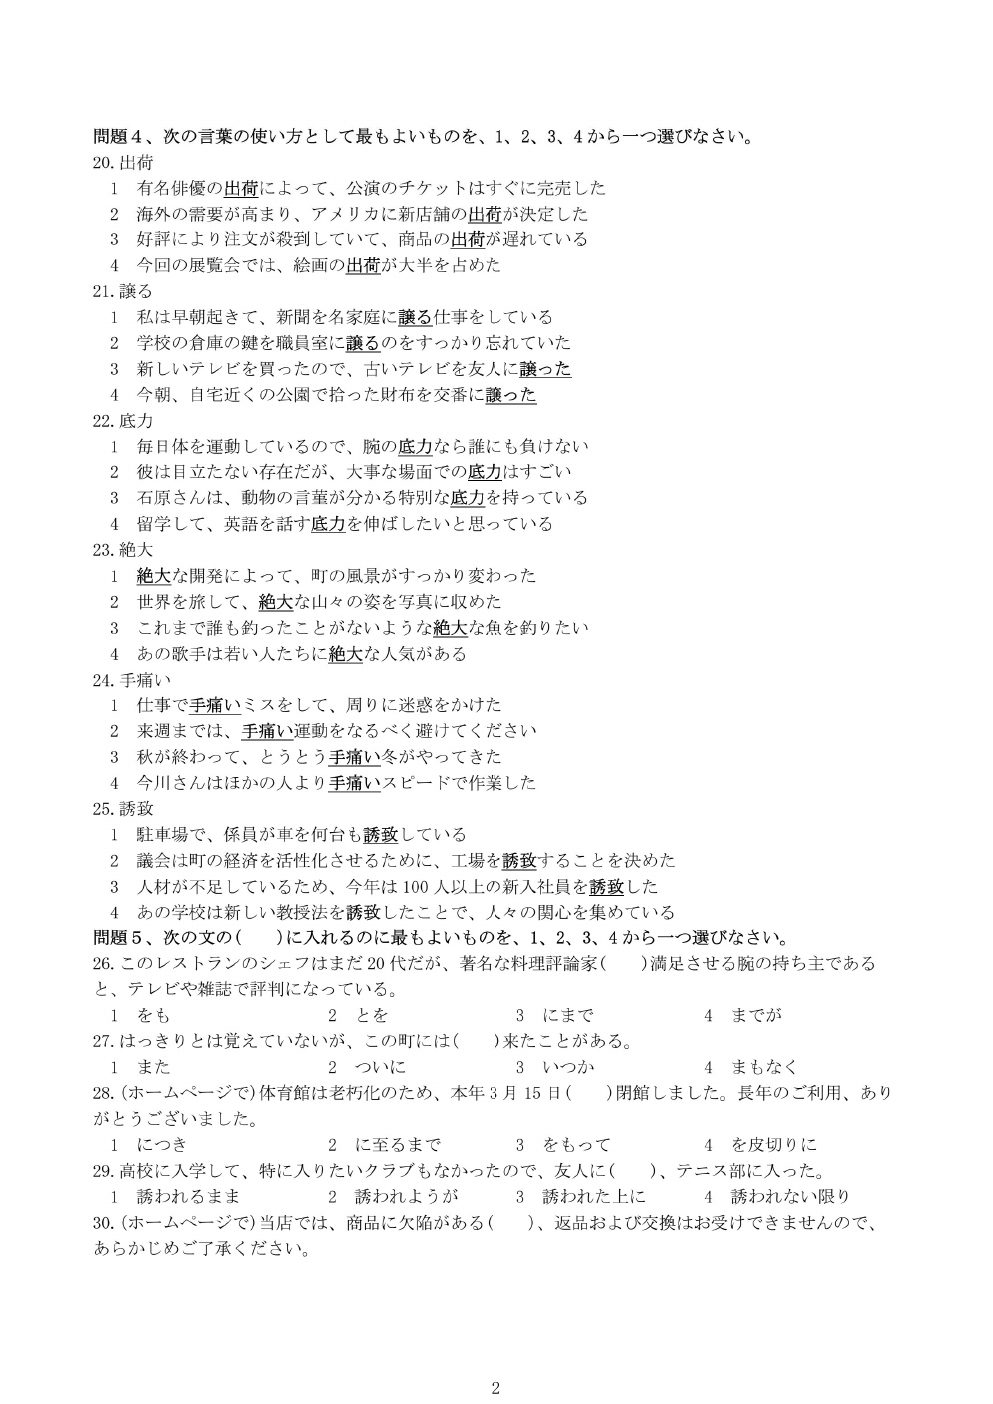 問題４、次の言葉の使い方として最もよいものを、1、2、3、4から一つ選びなさい。
20.出荷
1　有名俳優の出荷によって、公演のチケットはすぐに完売した
2　海外の需要が高まり、アメリカに新店舗の出荷が決定した
3　好評により注文が殺到していて、商品の出荷が遅れている
4　今回の展覧会では、絵画の出荷が大半を占めた
21.譲る
1　私は早朝起きて、新聞を名家庭に譲る仕事をしている
2　学校の倉庫の鍵を職員室に譲るのをすっかり忘れていた
3　新しいテレビを買ったので、古いテレビを友人に譲った
4　今朝、自宅近くの公園で拾った財布を交番に譲った
22.底力
1　毎日体を運動しているので、腕の底力なら誰にも負けない
2　彼は目立たない存在だが、大事な場面での底力はすごい
3　石原さんは、動物の言葉が分かる特別な底力を持っている
4　留学して、英語を話す底力を伸ばしたいと思っている
23.絶大
1　絶大な開発によって、町の風景がすっかり変わった
2　世界を旅して、絶大な山々の姿を写真に収めた
3　これまで誰も釣ったことがないような絶大な魚を釣りたい
4　あの歌手は若い人たちに絶大な人気がある
24.手痛い
1　仕事で手痛いミスをして、周りに迷惑をかけた
2　来週までは、手痛い運動をなるべく避けてください
3　秋が終わって、とうとう手痛い冬がやってきた
4　今川さんはほかの人より手痛いスピードで作業した
25.誘致
1　駐車場で、係員が車を何台も誘致している
2　議会は町の経済を活性化させるために、工場を誘致することを決めた
3　人材が不足しているため、今年は100人以上の新入社員を誘致した
4　あの学校は新しい教授法を誘致したことで、人々の関心を集めている
問題５、次の文の(　　)に入れるのに最もよいものを、1、2、3、4から一つ選びなさい。
26.このレストランのシェフはまだ20代だが、著名な料理評論家(　　)満足させる腕の持ち主である
と、テレビや雑誌で評判になっている。
1　をも　2　とを　3　にまで　4　までが
27.はっきりとは覚えていないが、この町には(　　)来たことがある。
1　また　2　ついに　3　いつか　4　まもなく
28.(ホームページで)体育館は老朽化のため、本年3月15日(　　)閉館しました。長年のご利用、あり
がとうございました。
1　につき　2　に至るまで　3　をもって　4　を皮切りに
29.高校に入学して、特に入りたいクラブもなかったので、友人に(　　)、テニス部に入った。
1　誘われるまま　2　誘われようが　3　誘われた上に　4　誘われない限り
30.(ホームページで)当店では、商品に欠陥がある(　　)、返品および交換はお受けできませんので、
あらかじめご了承ください。
2